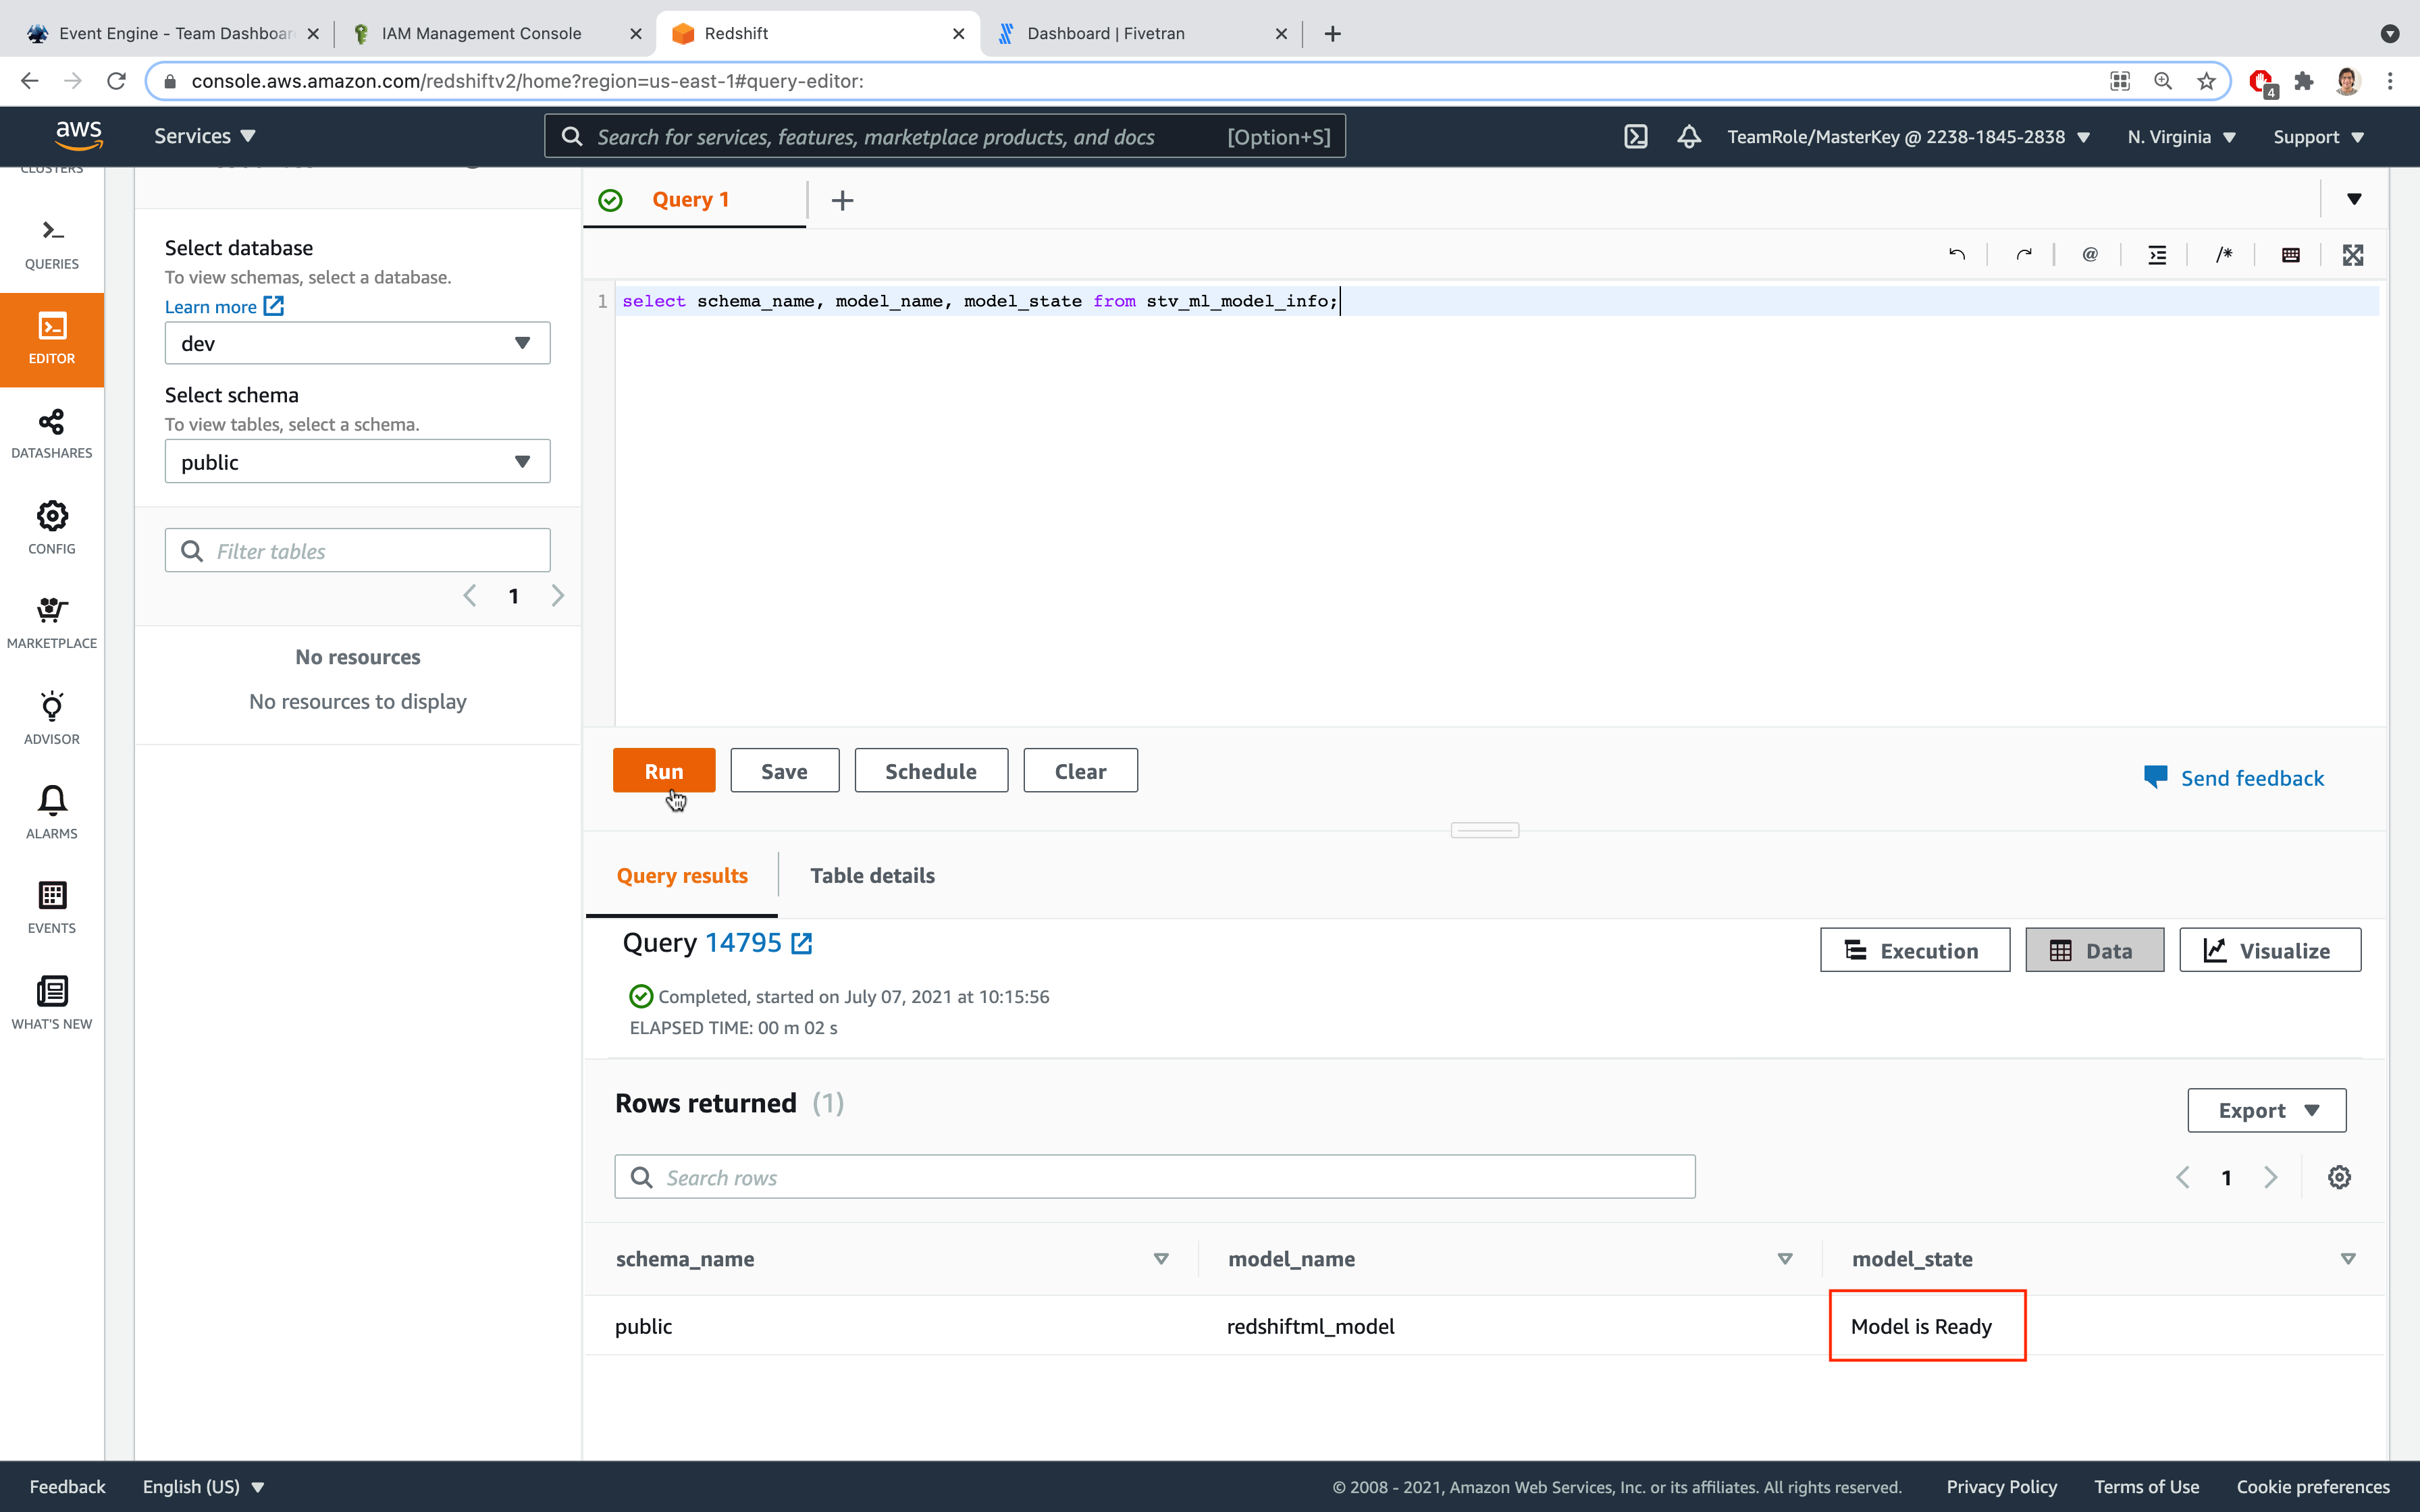 Event Engine - Team Dashboar
IAM Management Console
Redshift
Dashboard | Fivetran
console.aws.amazon.com/redshiftv2/home?region=us-east-1#query-editor:
4
aws
Services
Search for services, features, marketplace products, and docs
[Option+S]
TeamRole/MasterKey @ 2238-1845-2838
N. Virginia
Support
CLUSTERS
QUERIES
EDITOR
DATASHARES
CONFIG
MARKETPLACE
ADVISOR
ALARMS
EVENTS
WHAT'S NEW
Select database
To view schemas, select a database.
Learn more
dev
Select schema
To view tables, select a schema.
public
Filter tables
1
No resources
No resources to display
Query 1
@
/*
1 select schema_name, model_name, model_state from stv_ml_model_info;
Run
Save
Schedule
Clear
Send feedback
Query results
Table details
Query 14795
Execution
Data
Visualize
Completed, started on July 07, 2021 at 10:15:56
ELAPSED TIME: 00 m 02 s
Rows returned (1)
Export
Search rows
1
schema_name
model_name
model_state
public
redshiftml_model
Model is Ready
Feedback
English (US)
© 2008 - 2021, Amazon Web Services, Inc. or its affiliates. All rights reserved.
Privacy Policy
Terms of Use
Cookie preferences